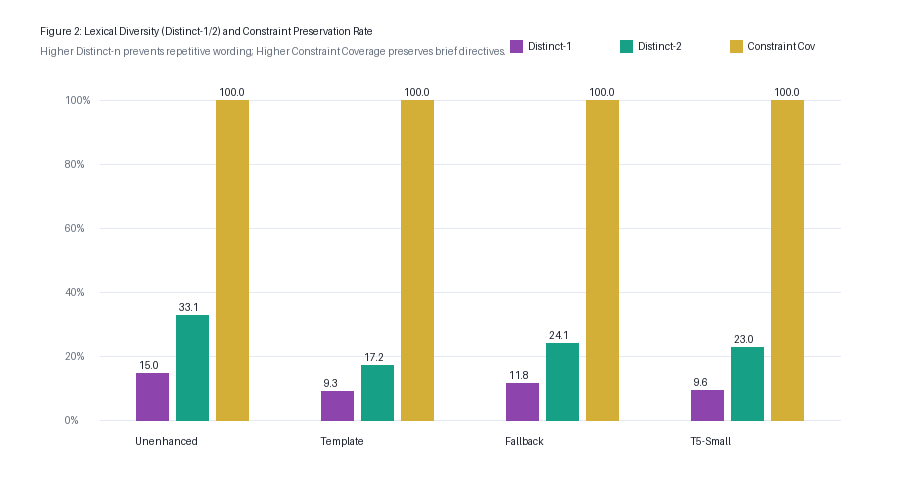 Figure 2: Lexical Diversity (Distinct-1/2) and Constraint Preservation Rate
Higher Distinct-n prevents repetitive wording; Higher Constraint Coverage preserves brief directives.
Distinct-1 Distinct-2 Constraint Cov
100.0 100.0 100.0 100.0
100%
80%
60%
40%
33.1
24.1
23.0
20%
17.2
15.0
11.8
9.3
9.6
0%
Unenhanced Template Fallback T5-Small